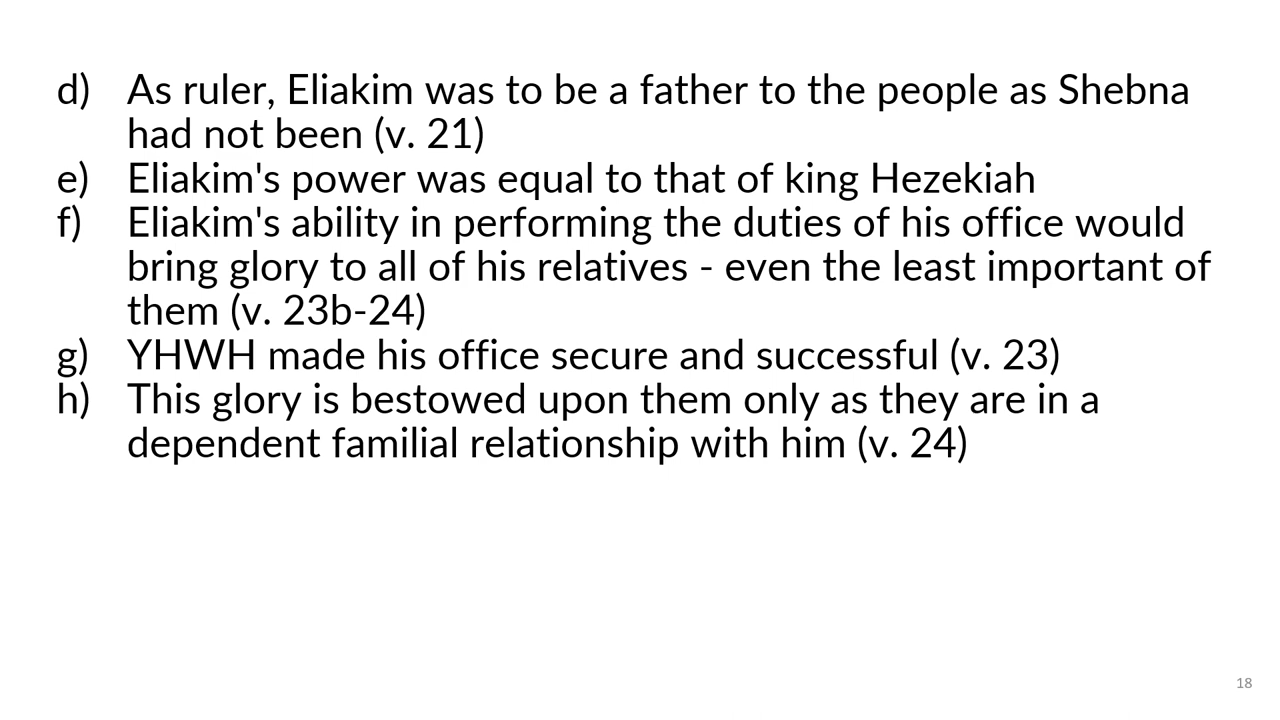 d) As ruler, Eliakim was to be a father to the people as Shebna
had not been (v. 21)
e) Eliakim's power was equal to that of king Hezekiah
f) Eliakim's ability in performing the duties of his office would
bring glory to all of his relatives - even the least important of
them (v. 23b-24)
g) YHWH made his office secure and successful (v. 23)
h) This glory is bestowed upon them only as they are in a
dependent familial relationship with him (v. 24)
18